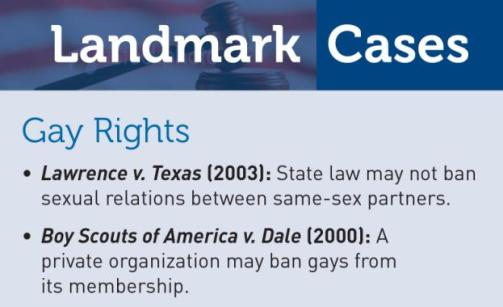 Landmark Cases
Gay Rights
• Lawrence v. Texas (2003): State law may not ban
sexual relations between same-sex partners.
• Boy Scouts of America v. Dale (2000): A
private organization may ban gays from
its membership.